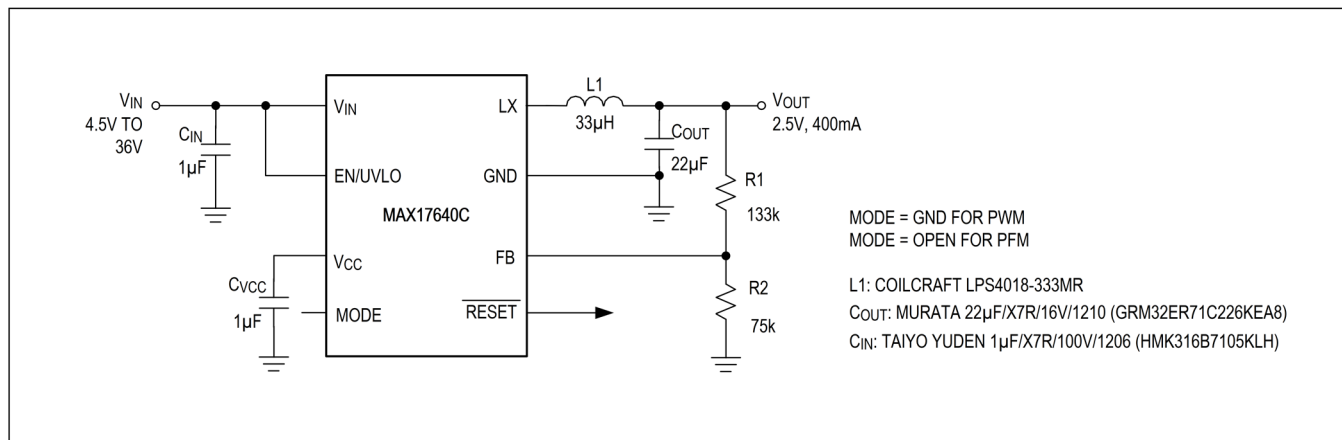 VIN
4.5V TO
36V
CIN
1µF
VIN
EN/UVLO
VCC
MODE
CVCC
1µF
MAX17640C
LX
GND
FB
RESET
L1
33µH
COUT
22µF
VOUT
2.5V, 400mA
R1
133k
R2
75k
MODE = GND FOR PWM
MODE = OPEN FOR PFM
L1: COILCRAFT LPS4018-333MR
COUT: MURATA 22µF/X7R/16V/1210 (GRM32ER71C226KEA8)
CIN: TAIYO YUDEN 1µF/X7R/100V/1206 (HMK316B7105KLH)